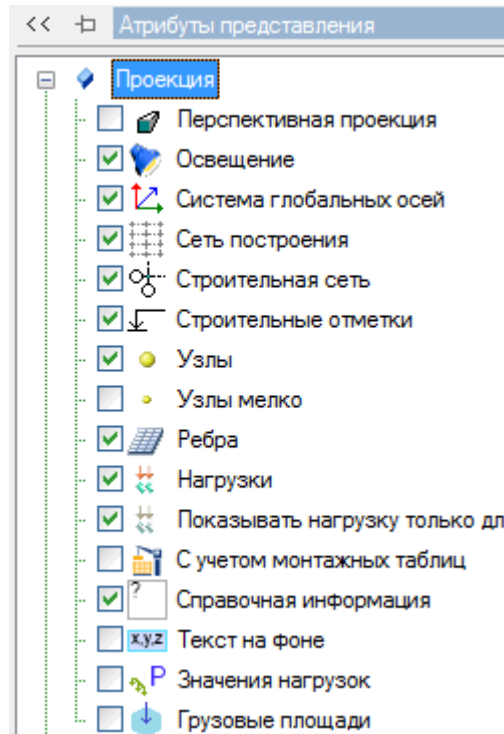 << Атрибуты представления
Проекция
Перспективная проекция
Освещение
Система глобальных осей
Сеть построения
Строительная сеть
Строительные отметки
Узлы
Узлы мелко
Ребра
Нагрузки
Показывать нагрузку только дл
С учетом монтажных таблиц
? Справочная информация
x,y,z Текст на фоне
P Значения нагрузок
Грузовые площади